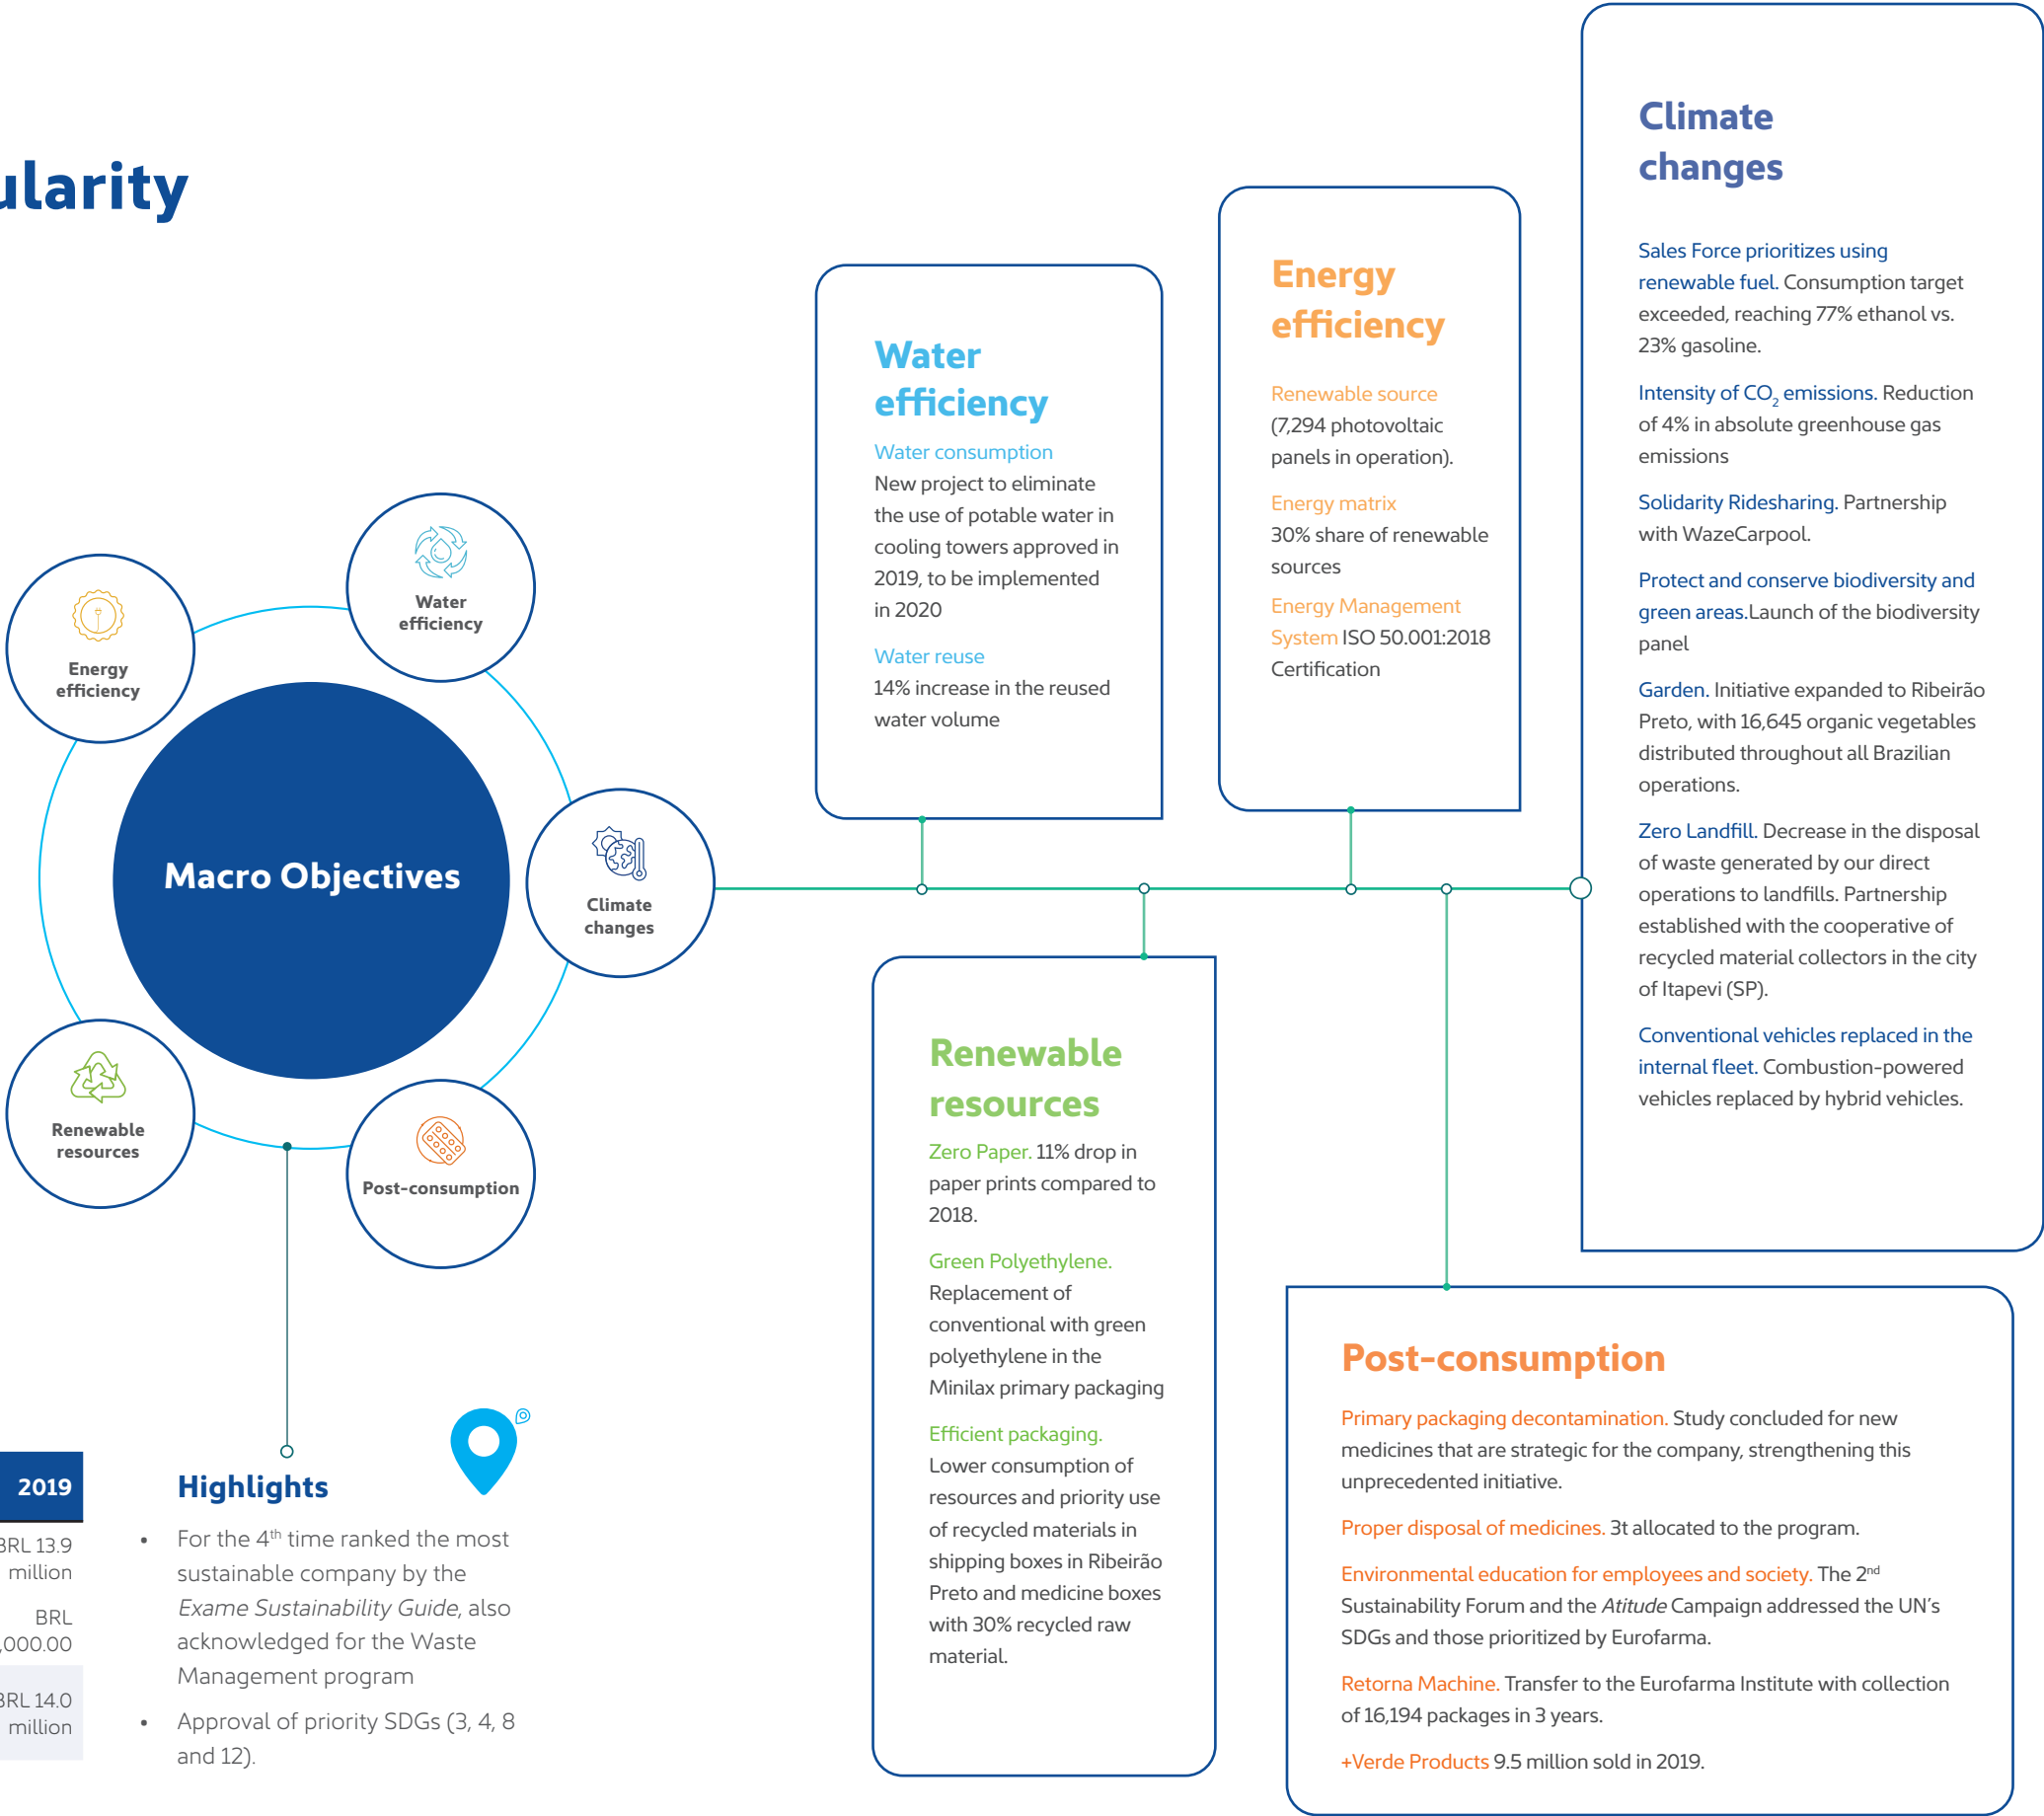 ularity
Energy
efficiency
Water
efficiency
Climate
changes
Renewable
resources
Post-consumption
Macro Objectives
Water
efficiency
Water consumption
New project to eliminate
the use of potable water in
cooling towers approved in
2019, to be implemented
in 2020
Water reuse
14% increase in the reused
water volume
Energy
efficiency
Renewable source
(7,294 photovoltaic
panels in operation).
Energy matrix
30% share of renewable
sources
Energy Management
System ISO 50.001:2018
Certification
Climate
changes
Sales Force prioritizes using
renewable fuel. Consumption target
exceeded, reaching 77% ethanol vs.
23% gasoline.
Intensity of CO₂ emissions. Reduction
of 4% in absolute greenhouse gas
emissions
Solidarity Ridesharing. Partnership
with WazeCarpool.
Protect and conserve biodiversity and
green areas.Launch of the biodiversity
panel
Garden. Initiative expanded to Ribeirão
Preto, with 16,645 organic vegetables
distributed throughout all Brazilian
operations.
Zero Landfill. Decrease in the disposal
of waste generated by our direct
operations to landfills. Partnership
established with the cooperative of
recycled material collectors in the city
of Itapevi (SP).
Conventional vehicles replaced in the
internal fleet. Combustion-powered
vehicles replaced by hybrid vehicles.
Renewable
resources
Zero Paper. 11% drop in
paper prints compared to
2018.
Green Polyethylene.
Replacement of
conventional with green
polyethylene in the
Minilax primary packaging
Efficient packaging.
Lower consumption of
resources and priority use
of recycled materials in
shipping boxes in Ribeirão
Preto and medicine boxes
with 30% recycled raw
material.
Post-consumption
Primary packaging decontamination. Study concluded for new
medicines that are strategic for the company, strengthening this
unprecedented initiative.
Proper disposal of medicines. 3t allocated to the program.
Environmental education for employees and society. The 2nd
Sustainability Forum and the Atitude Campaign addressed the UN's
SDGs and those prioritized by Eurofarma.
Retorna Machine. Transfer to the Eurofarma Institute with collection
of 16,194 packages in 3 years.
+Verde Products 9.5 million sold in 2019.
2019
BRL 13.9
million
BRL
,000.00
BRL 14.0
million
Highlights
• For the 4th time ranked the most
sustainable company by the
Exame Sustainability Guide, also
acknowledged for the Waste
Management program
• Approval of priority SDGs (3, 4, 8
and 12).